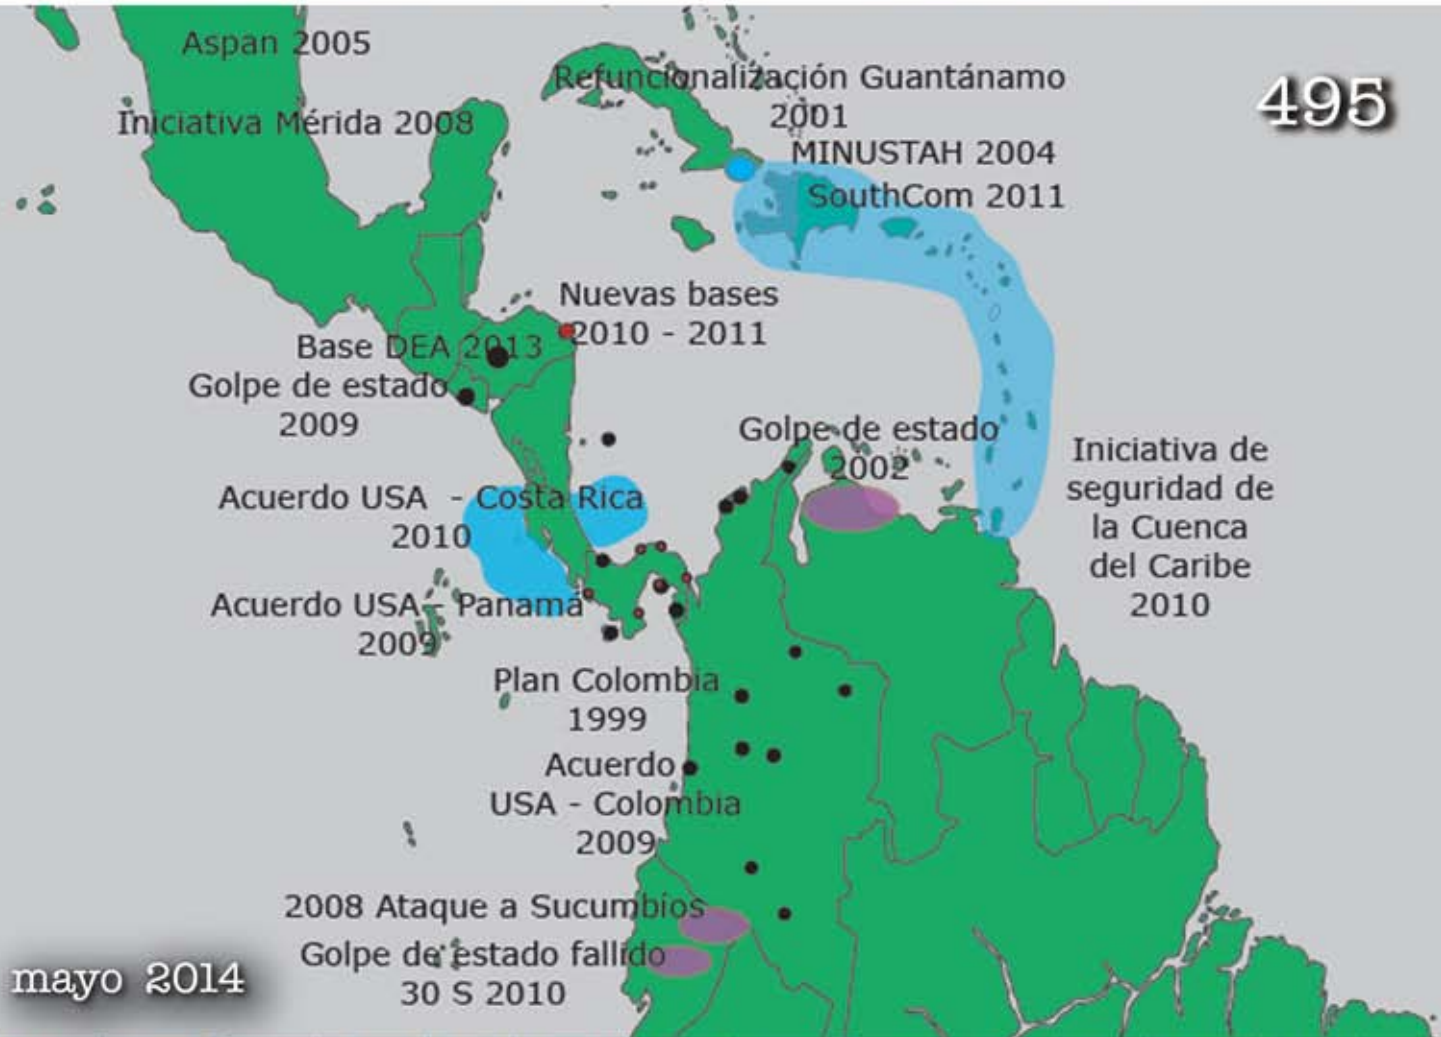 Aspan 2005
Refuncionalización Guantánamo
2001
495
Iniciativa Mérida 2008
MINUSTAH 2004
SouthCom 2011
Nuevas bases
2010 - 2011
Base DEA 2013
Golpe de estado
2009
Golpe de estado
2002
Iniciativa de
seguridad de
la Cuenca
del Caribe
2010
Acuerdo USA - Costa Rica
2010
Acuerdo USA - Panamá
2009
Plan Colombia
1999
Acuerdo
USA - Colombia
2009
2008 Ataque a Sucumbíos
Golpe de estado fallido
30 S 2010
mayo 2014